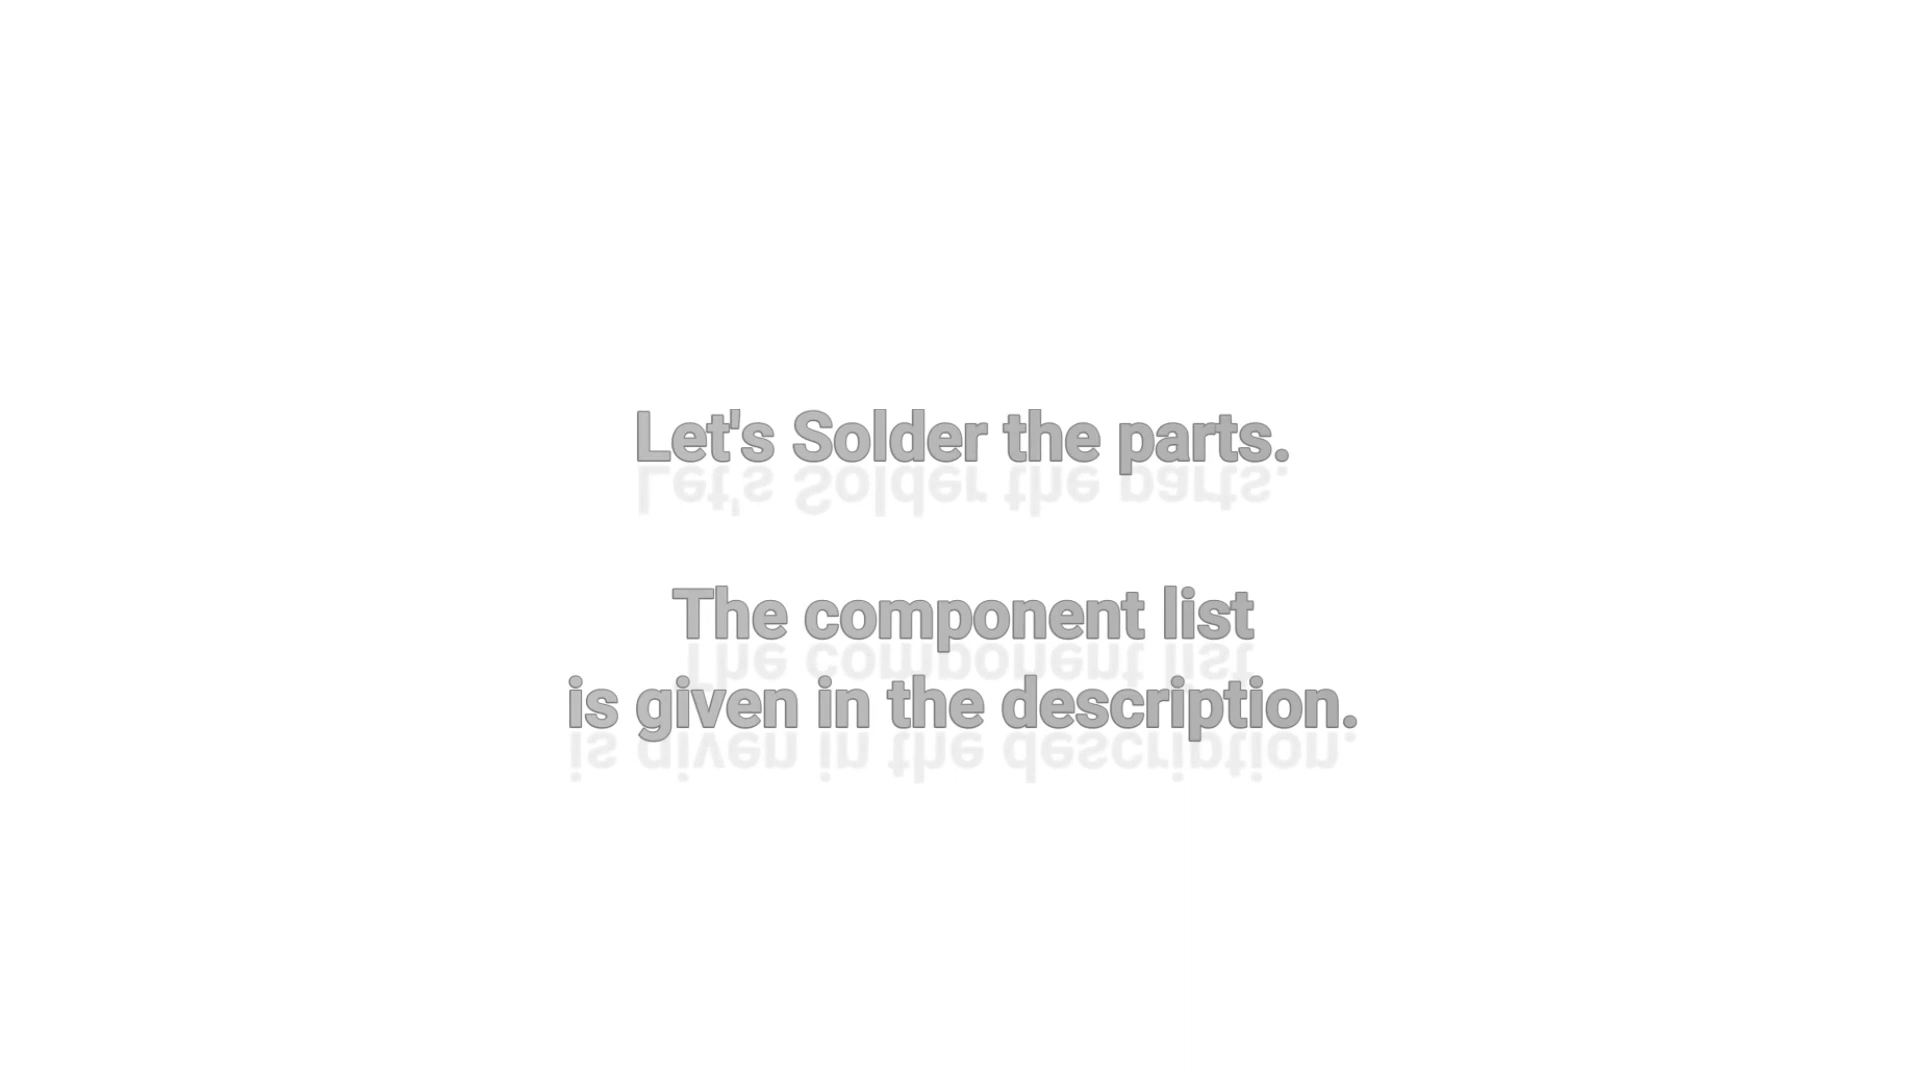 Let's Solder the parts.
The component list
is given in the description.